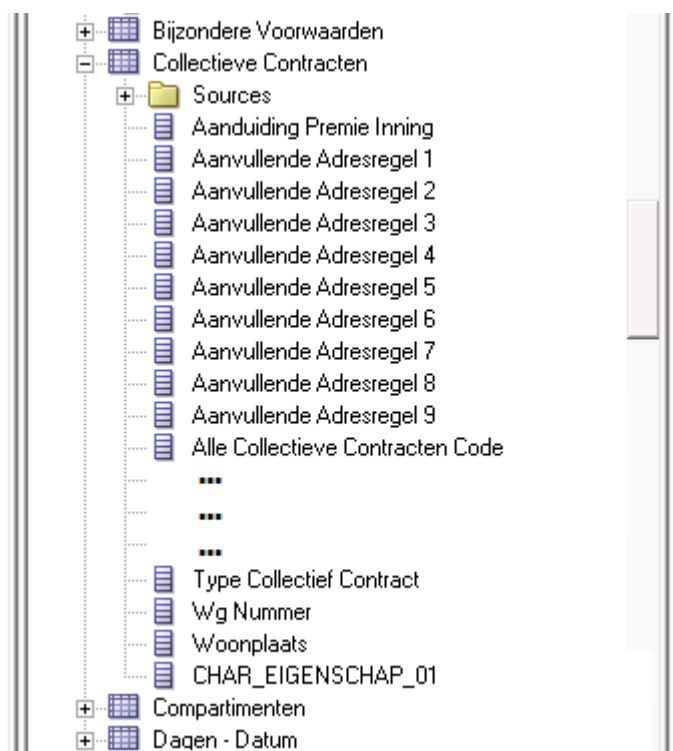 Bijzondere Voorwaarden
Collectieve Contracten
Sources
Aanduiding Premie Inning
Aanvullende Adresregel 1
Aanvullende Adresregel 2
Aanvullende Adresregel 3
Aanvullende Adresregel 4
Aanvullende Adresregel 5
Aanvullende Adresregel 6
Aanvullende Adresregel 7
Aanvullende Adresregel 8
Aanvullende Adresregel 9
Alle Collectieve Contracten Code
...
...
...
Type Collectief Contract
Wg Nummer
Woonplaats
CHAR_EIGENSCHAP_01
Compartimenten
Dagen - Datum